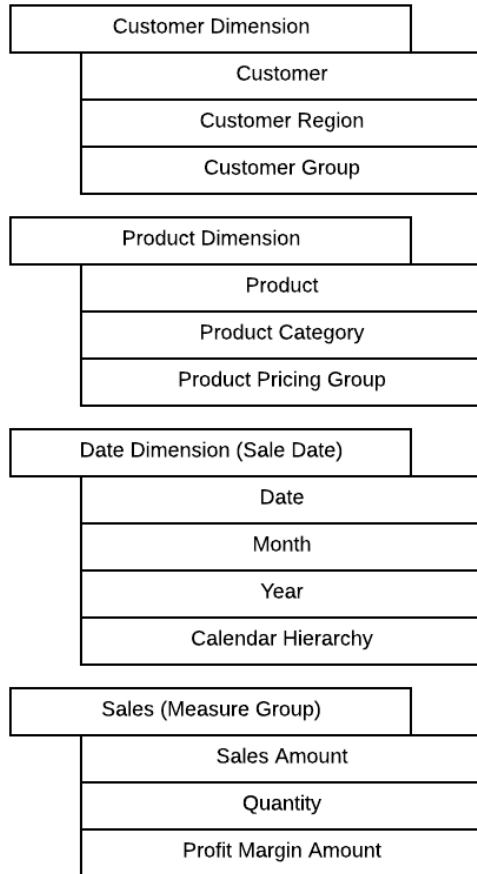 Customer Dimension
Customer
Customer Region
Customer Group
Product Dimension
Product
Product Category
Product Pricing Group
Date Dimension (Sale Date)
Date
Month
Year
Calendar Hierarchy
Sales (Measure Group)
Sales Amount
Quantity
Profit Margin Amount